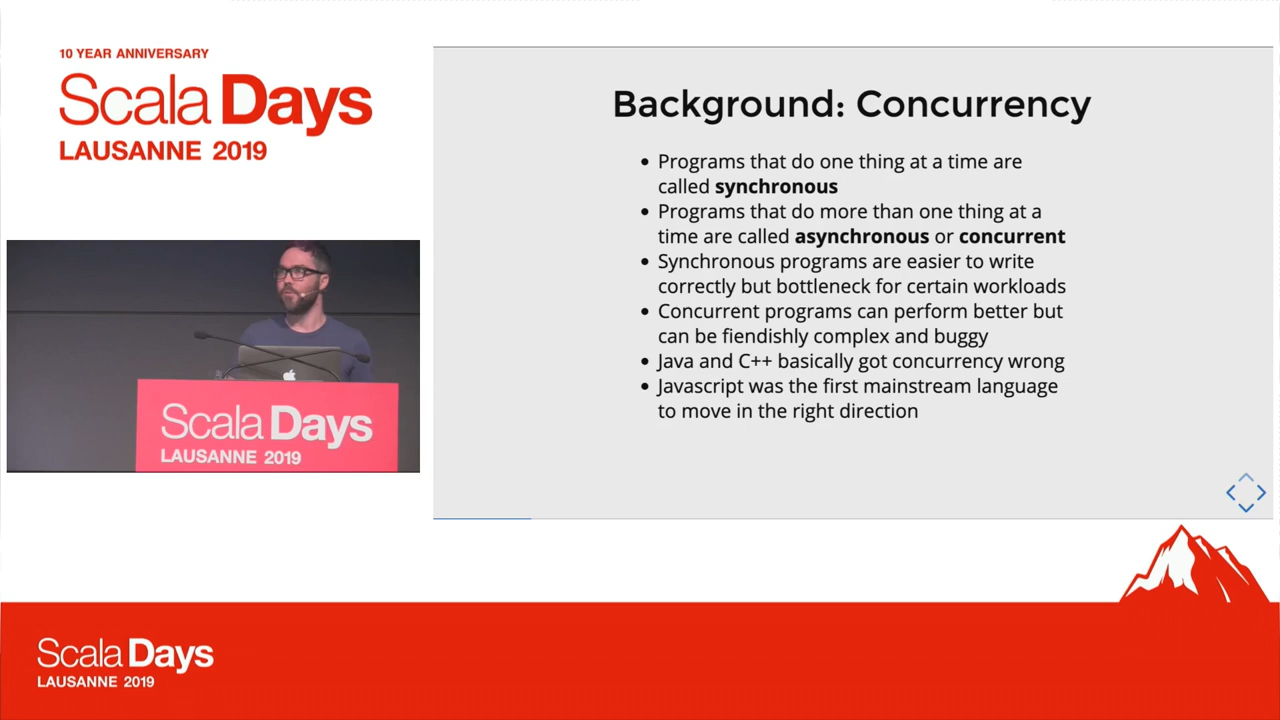 10 YEAR ANNIVERSARY
Scala Days
LAUSANNE 2019
Background: Concurrency
• Programs that do one thing at a time are
called synchronous
• Programs that do more than one thing at a
time are called asynchronous or concurrent
• Synchronous programs are easier to write
correctly but bottleneck for certain workloads
• Concurrent programs can perform better but
can be fiendishly complex and buggy
• Java and C++ basically got concurrency wrong
• Javascript was the first mainstream language
to move in the right direction
Scala Days
LAUSANNE 2019
Scala Days
LAUSANNE 2019